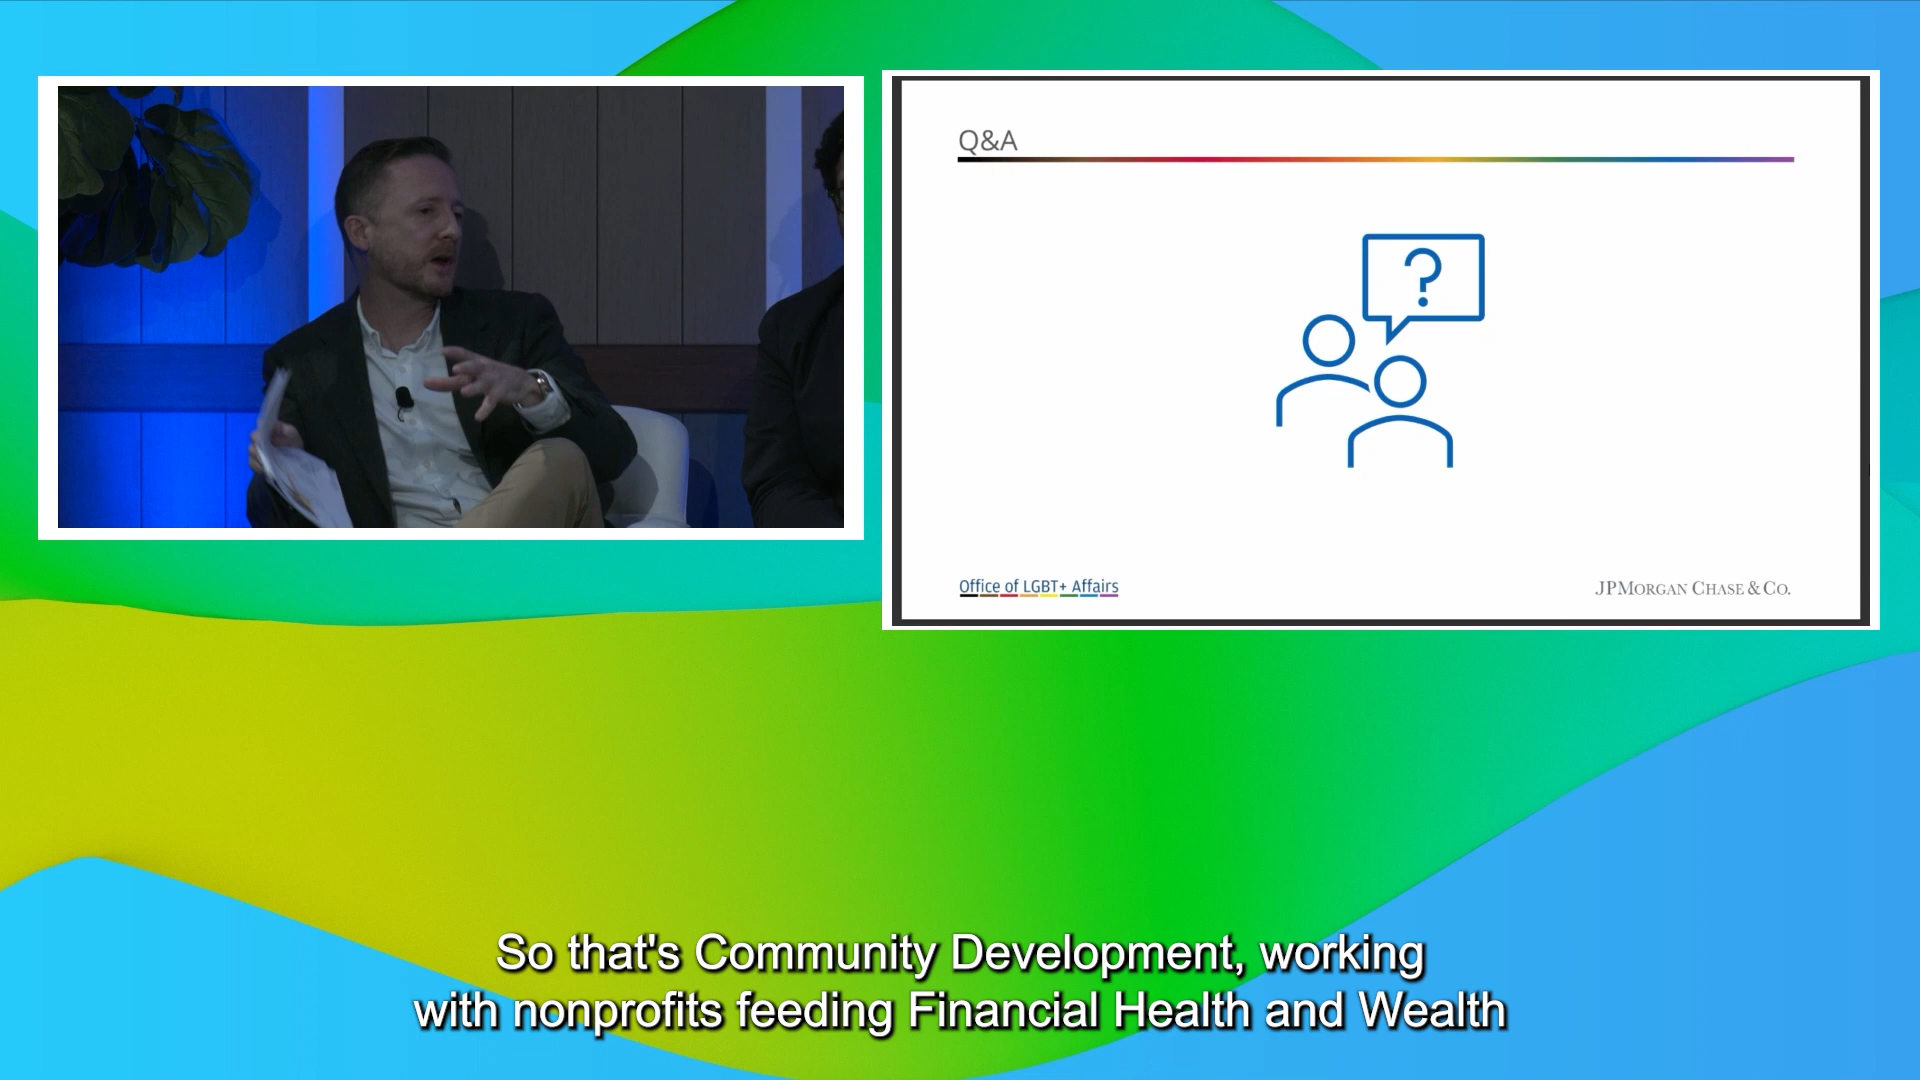 Q&A
?
Office of LGBT+ Affairs
JPMORGAN CHASE & CO.
So that's Community Development, working
with nonprofits feeding Financial Health and Wealth